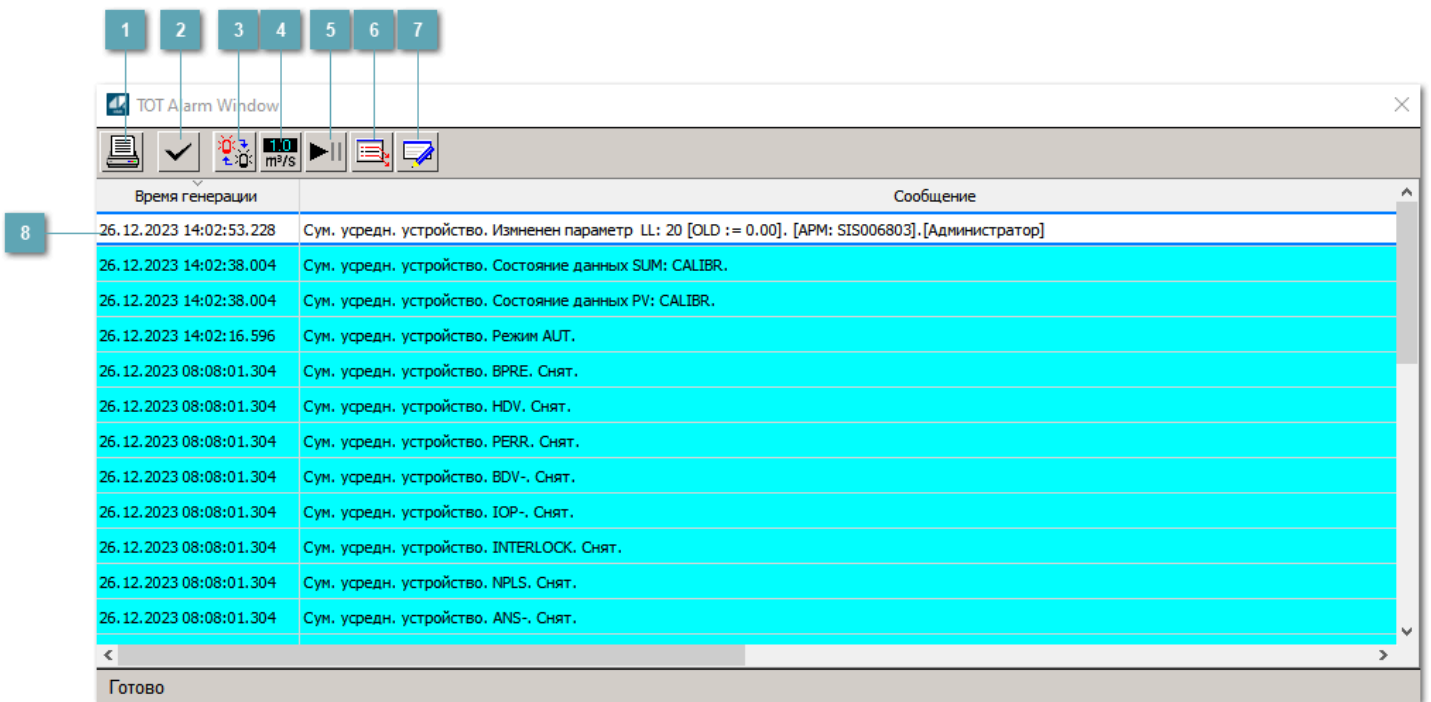 1 2 3 4 5 6 7
TOT Alarm Window
1.0
m³/s
Время генерации Сообщение
8
26.12.2023 14:02:53.228 Сум. усредн. устройство. Измненен параметр LL: 20 [OLD := 0.00]. [АРМ: SIS006803].[Администратор]
26.12.2023 14:02:38.004 Сум. усредн. устройство. Состояние данных SUM: CALIBR.
26.12.2023 14:02:38.004 Сум. усредн. устройство. Состояние данных PV: CALIBR.
26.12.2023 14:02:16.596 Сум. усредн. устройство. Режим AUT.
26.12.2023 08:08:01.304 Сум. усредн. устройство. BPRE. Снят.
26.12.2023 08:08:01.304 Сум. усредн. устройство. HDV. Снят.
26.12.2023 08:08:01.304 Сум. усредн. устройство. PERR. Снят.
26.12.2023 08:08:01.304 Сум. усредн. устройство. BDV-. Снят.
26.12.2023 08:08:01.304 Сум. усредн. устройство. IOP-. Снят.
26.12.2023 08:08:01.304 Сум. усредн. устройство. INTERLOCK. Снят.
26.12.2023 08:08:01.304 Сум. усредн. устройство. NPLS. Снят.
26.12.2023 08:08:01.304 Сум. усредн. устройство. ANS-. Снят.
Готово